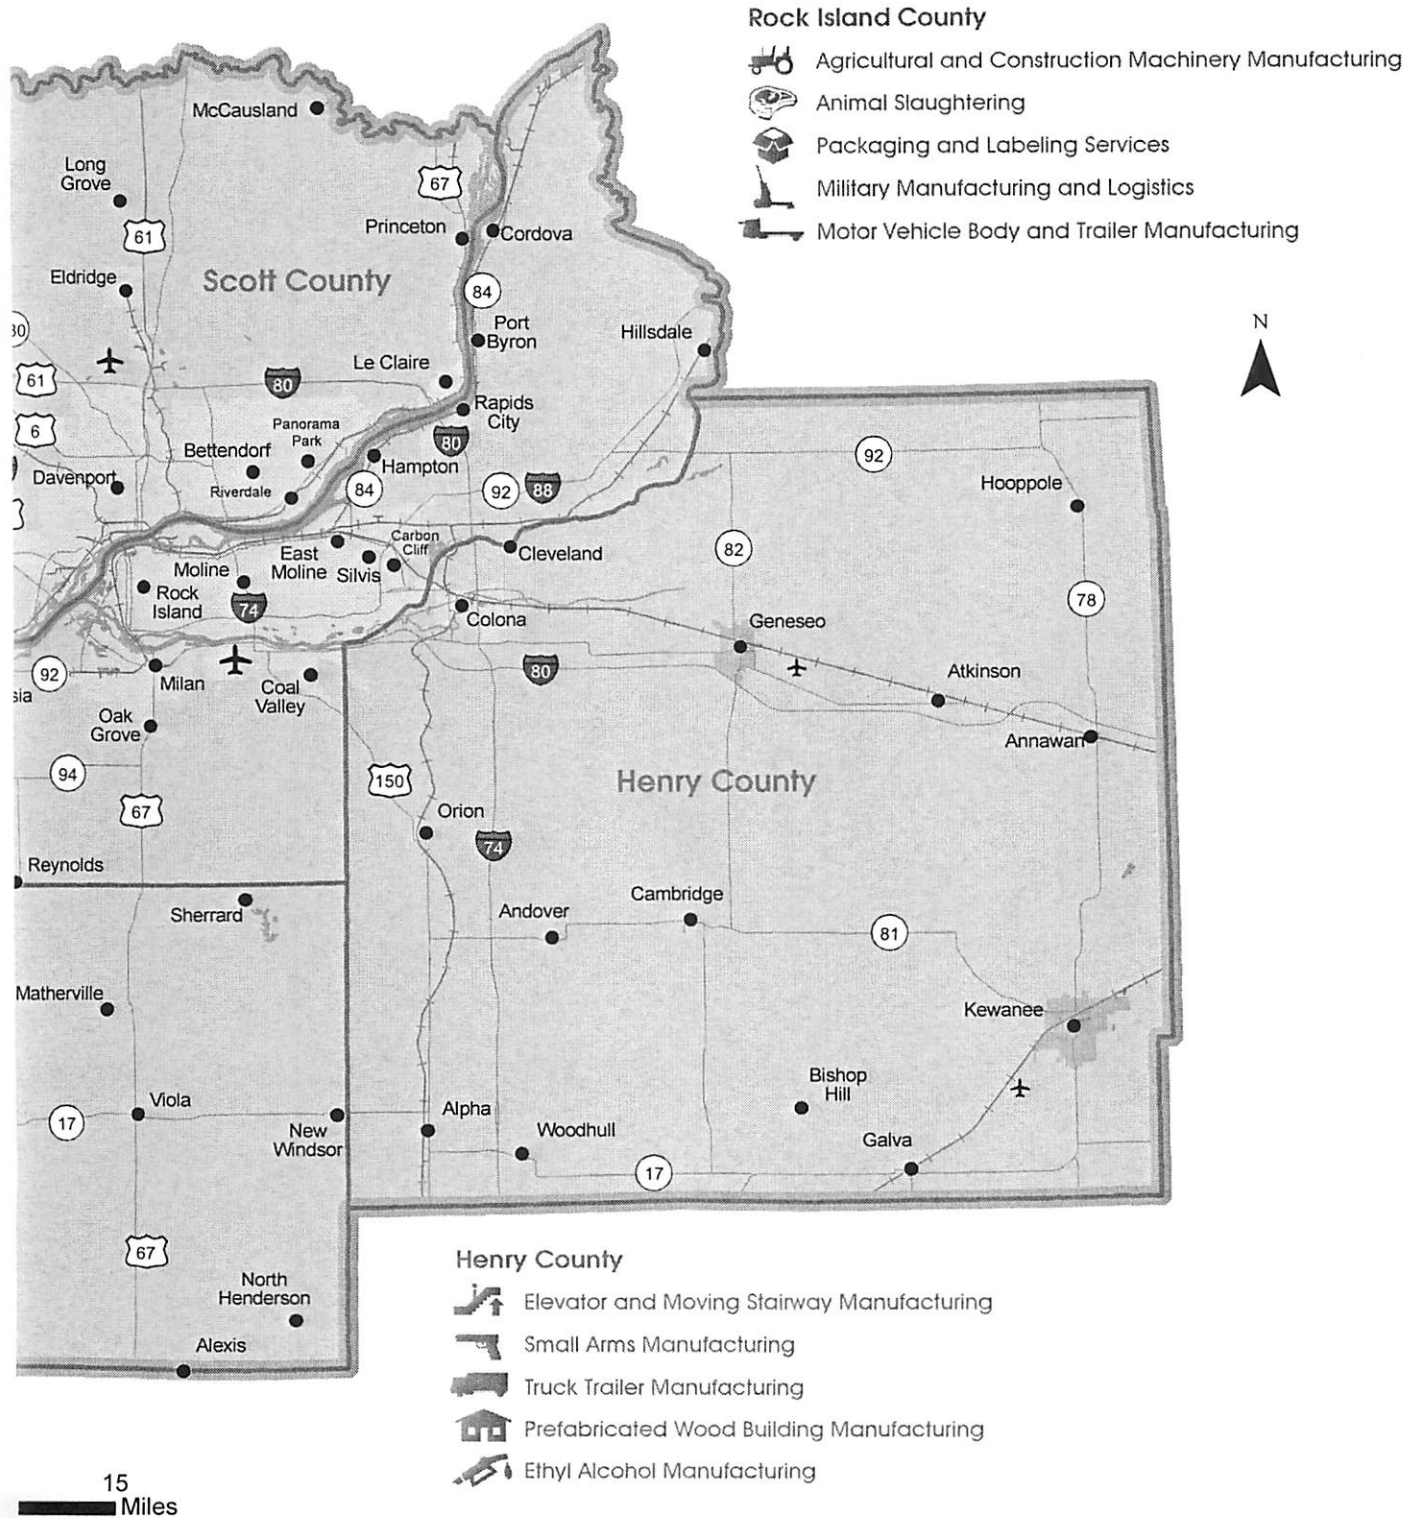 Rock Island County
Agricultural and Construction Machinery Manufacturing
Animal Slaughtering
Packaging and Labeling Services
Military Manufacturing and Logistics
Motor Vehicle Body and Trailer Manufacturing
N
McCausland
Long
Grove
67
61
Princeton
Cordova
Eldridge
Scott County
84
Port
Byron
Hillsdale
Le Claire
61
80
Rapids
City
6
Panorama
Park
80
Bettendorf
Hampton
92
Davenport
Riverdale
84
92
88
Hooppole
East
Moline
Carbon
Cliff
Cleveland
82
Moline
Silvis
Rock
Island
74
Colona
78
Geneseo
92
Milan
Coal
Valley
80
Atkinson
sia
Oak
Grove
Annawan
94
150
Henry County
67
Orion
74
Reynolds
Sherrard
Andover
Cambridge
81
Matherville
Kewanee
Bishop
Hill
17
Viola
New
Windsor
Alpha
Woodhull
Galva
17
67
North
Henderson
Alexis
Henry County
Elevator and Moving Stairway Manufacturing
Small Arms Manufacturing
Truck Trailer Manufacturing
Prefabricated Wood Building Manufacturing
Ethyl Alcohol Manufacturing
15
Miles